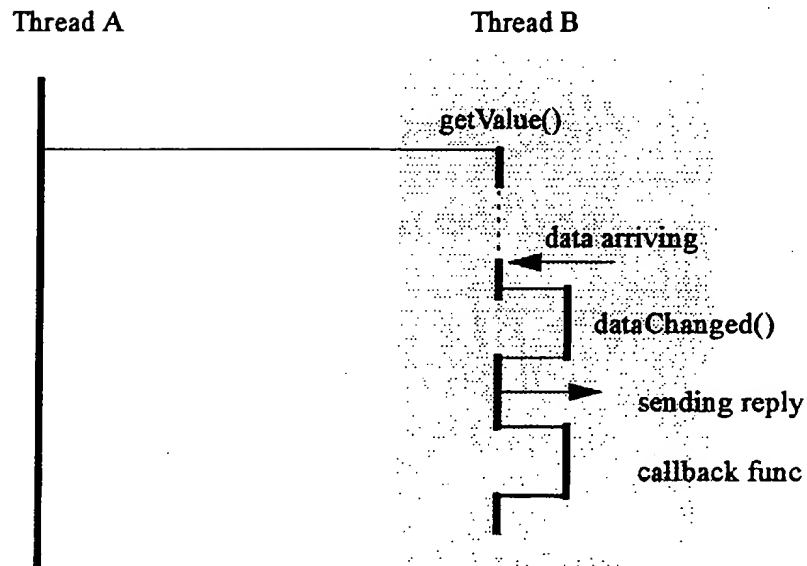 Thread A
Thread B
getValue()
data arriving
dataChanged()
sending reply
callback func